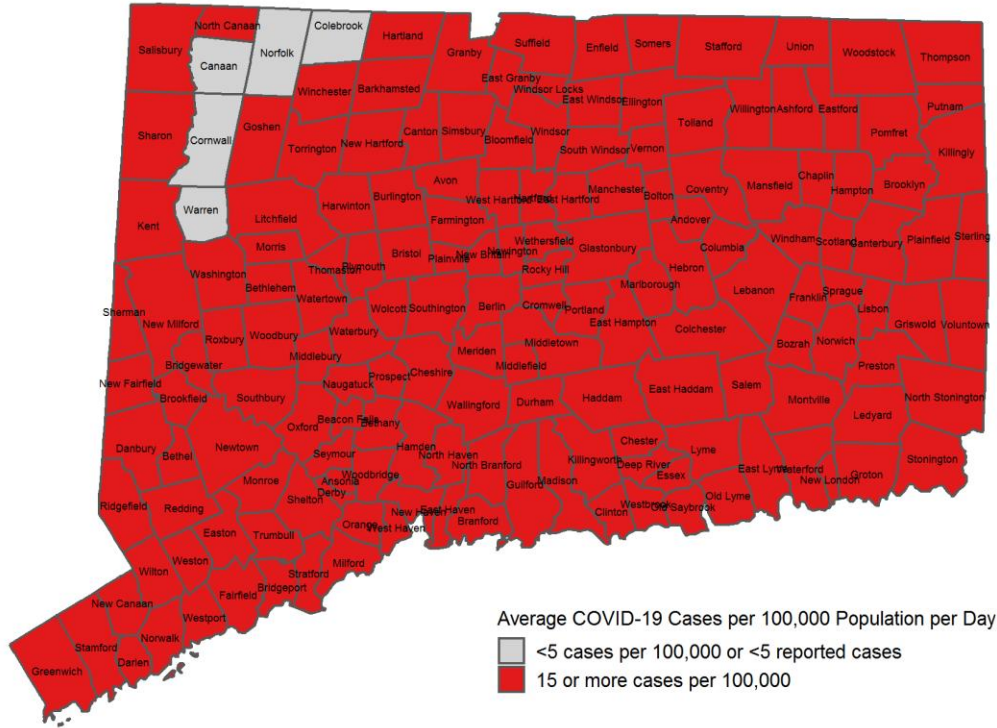 North Canaan
Colebrook
Salisbury
Norfolk
Hartland
Suffield
Enfield
Somers
Stafford
Union
Granby
Woodstock
Thompson
Canaan
East Granby
Windsor Locks
Winchester
Barkhamsted
East Windsor
Ellington
Putnam
Willington
Ashford
Eastford
Tolland
Sharon
Cornwall
Goshen
Canton
Simsbury
Windsor
Pomfret
Torrington
New Hartford
Bloomfield
South Windsor
Vernon
Killingly
Avon
Chaplin
Mansfield
Hampton
Brooklyn
Manchester
Coventry
Burlington
Bolton
West Hartford
Hartford
East Hartford
Harwinton
Warren
Litchfield
Kent
Farmington
Andover
Windham
Scotland
Canterbury
Plainfield
Sterling
Morris
Wethersfield
Glastonbury
Columbia
Newington
New Britain
Bristol
Plainville
Plymouth
Thomaston
Rocky Hill
Hebron
Washington
Bethlehem
Marlborough
Lebanon
Sprague
Franklin
Watertown
Sherman
Wolcott
Southington
Berlin
Cromwell
Portland
Lisbon
New Milford
Griswold
Voluntown
East Hampton
Colchester
Roxbury
Woodbury
Waterbury
Middletown
Bozrah
Norwich
Middlebury
Meriden
Bridgewater
Middlefield
Preston
Cheshire
Prospect
New Fairfield
Naugatuck
East Haddam
Salem
Brookfield
Southbury
Haddam
Montville
North Stonington
Durham
Wallingford
Ledyard
Beacon Falls
Bethany
Oxford
Danbury
Newtown
Hamden
Chester
Lyme
Bethel
Seymour
North Haven
North Branford
Killingworth
Stonington
Deep River
East Lyme
Waterford
Woodbridge
Essex
Groton
Monroe
Ansonia
Madison
New London
Guilford
Derby
Shelton
Old Lyme
Ridgefield
Redding
Westbrook
Old Saybrook
East Haven
New Haven
Clinton
Branford
Orange
West Haven
Easton
Trumbull
Milford
Weston
Wilton
Stratford
Bridgeport
Fairfield
New Canaan
Westport
Norwalk
Stamford
Darien
Greenwich
Average COVID-19 Cases per 100,000 Population per Day
<5 cases per 100,000 or <5 reported cases
15 or more cases per 100,000